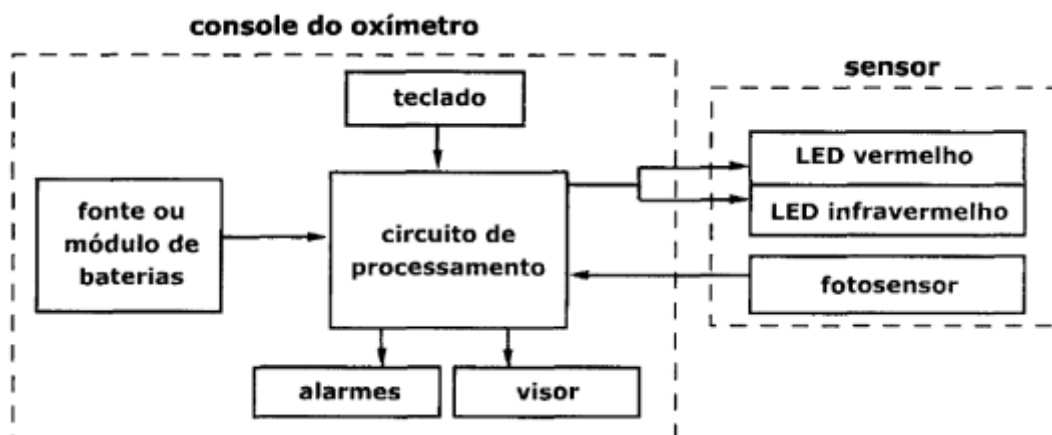 console do oxímetro
sensor
teclado
LED vermelho
LED infravermelho
fonte ou
módulo de
baterias
circuito de
processamento
fotosensor
alarmes
visor